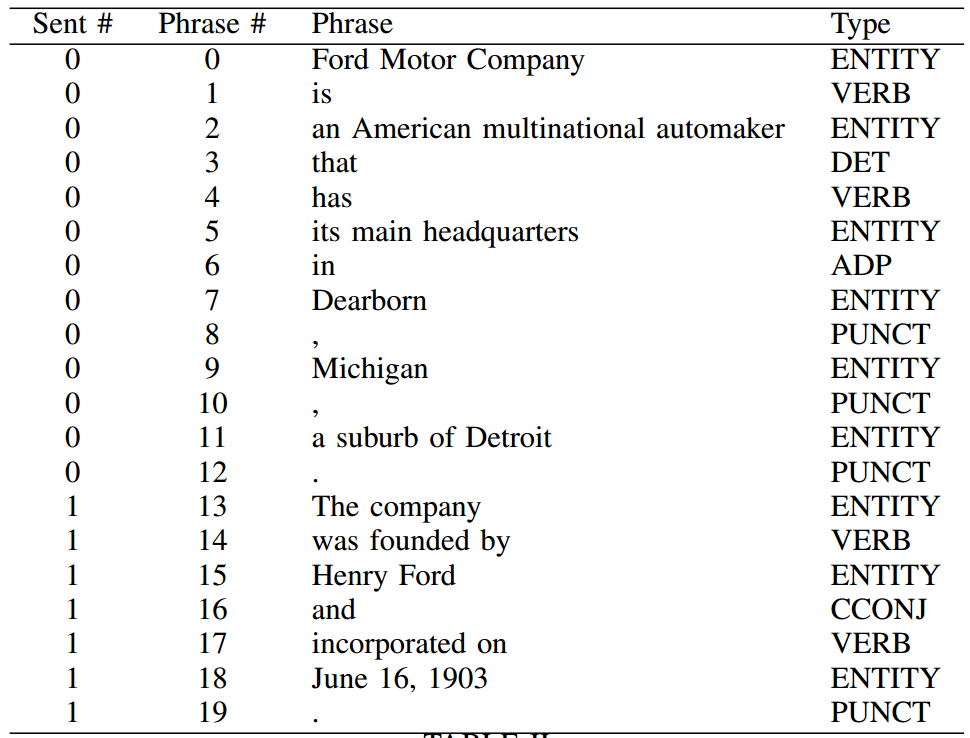 Sent # Phrase # Phrase Type
0 0 Ford Motor Company ENTITY
0 1 is VERB
0 2 an American multinational automaker ENTITY
0 3 that DET
0 4 has VERB
0 5 its main headquarters ENTITY
0 6 in ADP
0 7 Dearborn ENTITY
0 8 , PUNCT
0 9 Michigan ENTITY
0 10 , PUNCT
0 11 a suburb of Detroit ENTITY
0 12 . PUNCT
1 13 The company ENTITY
1 14 was founded by VERB
1 15 Henry Ford ENTITY
1 16 and CCONJ
1 17 incorporated on VERB
1 18 June 16, 1903 ENTITY
1 19 . PUNCT